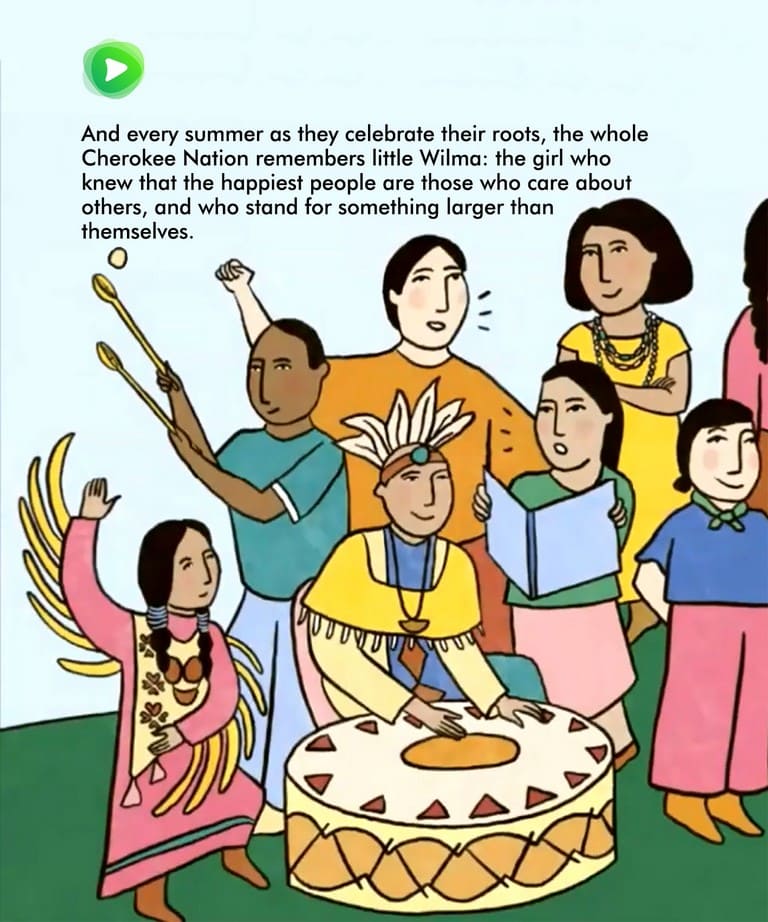 And every summer as they celebrate their roots, the whole
Cherokee Nation remembers little Wilma: the girl who
knew that the happiest people are those who care about
others, and who stand for something larger than
themselves.